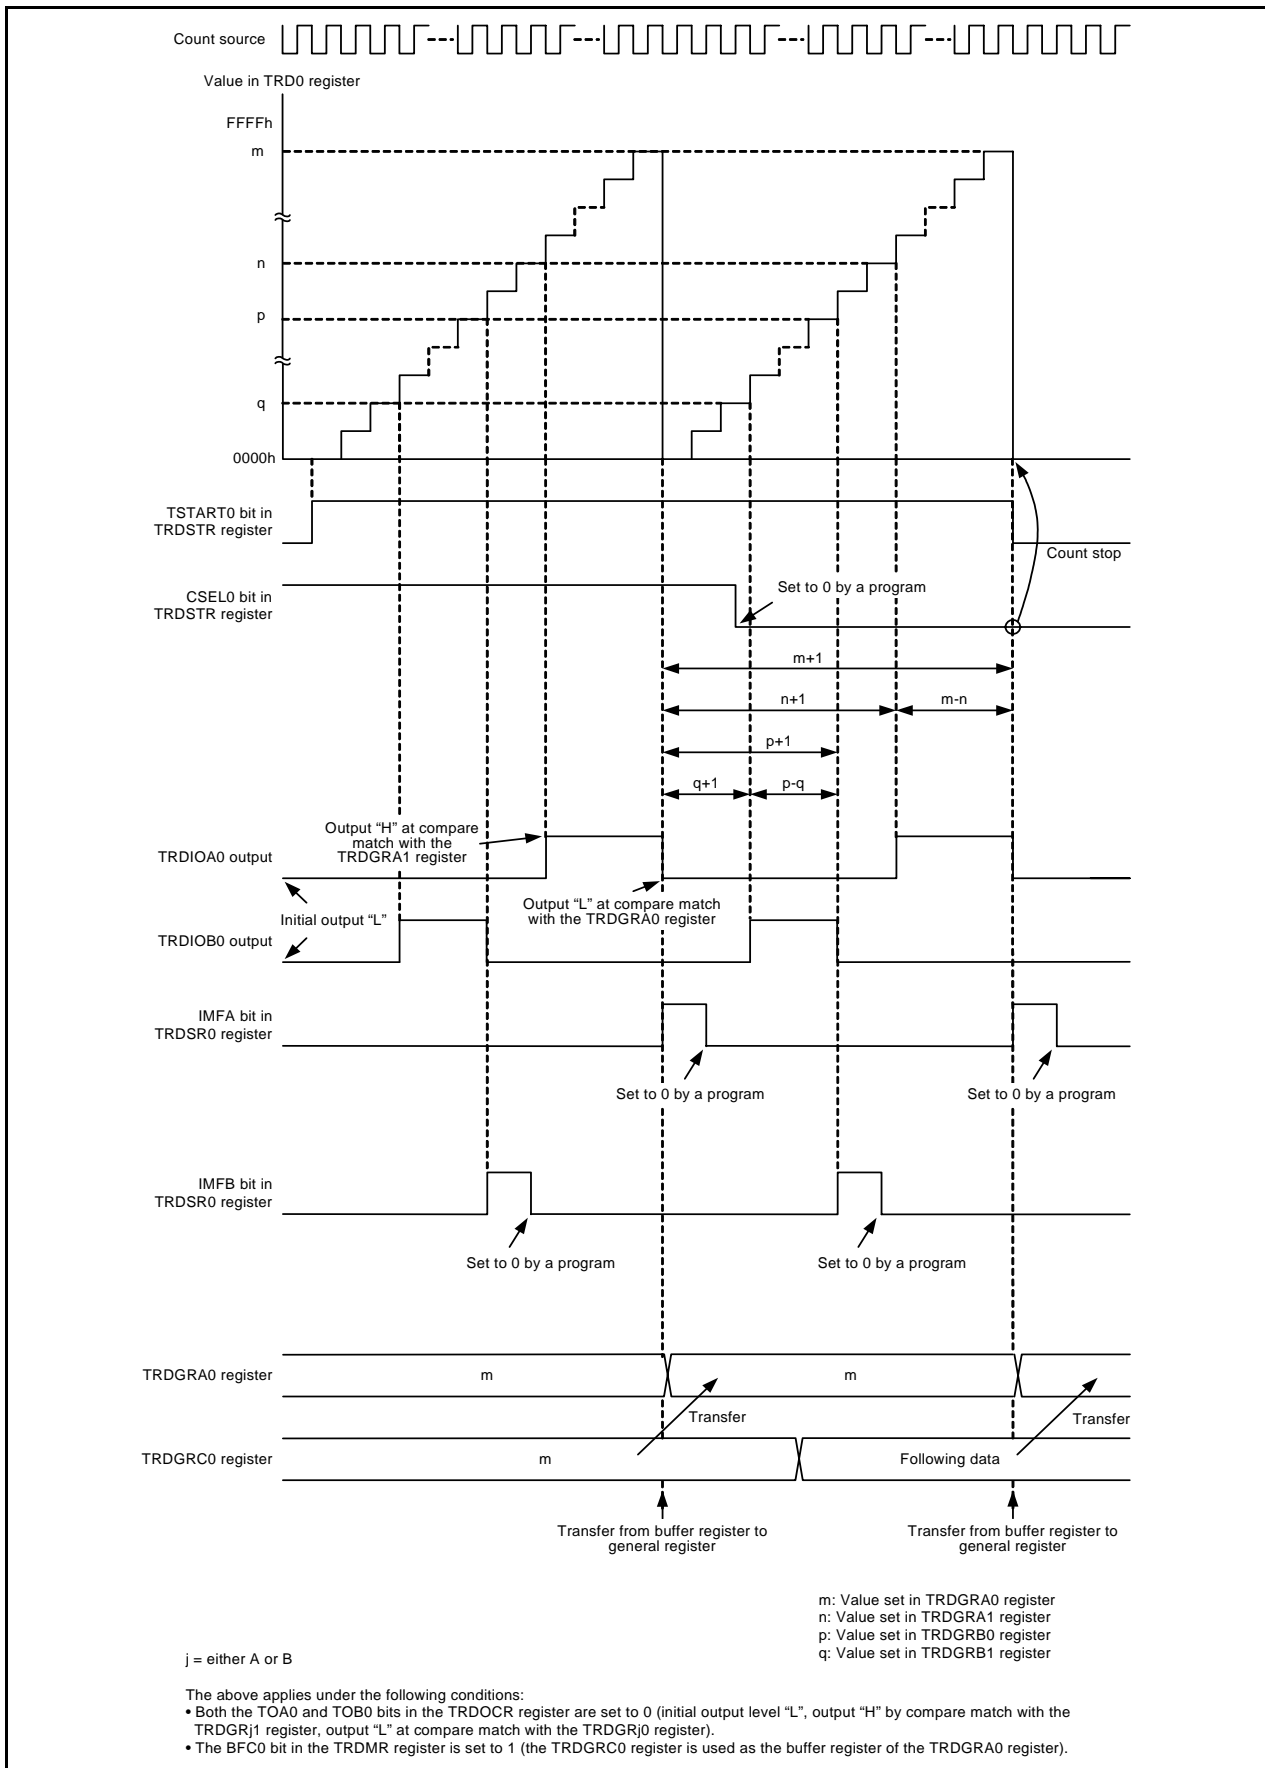 Count source
Value in TRD0 register
FFFFh
m
n
p
q
0000h
TSTART0 bit in
TRDSTR register
Count stop
CSEL0 bit in
TRDSTR register
Set to 0 by a program
m+1
n+1
m-n
p+1
q+1
p-q
Output “H” at compare
match with the
TRDGRA1 register
TRDIOA0 output
Output “L” at compare match
with the TRDGRA0 register
Initial output “L”
TRDIOB0 output
IMFA bit in
TRDSR0 register
Set to 0 by a program
Set to 0 by a program
IMFB bit in
TRDSR0 register
Set to 0 by a program
Set to 0 by a program
TRDGRA0 register
m
m
Transfer
Transfer
TRDGRC0 register
m
Following data
Transfer from buffer register to
general register
Transfer from buffer register to
general register
m: Value set in TRDGRA0 register
n: Value set in TRDGRA1 register
p: Value set in TRDGRB0 register
q: Value set in TRDGRB1 register
j = either A or B
The above applies under the following conditions:
• Both the TOA0 and TOB0 bits in the TRDOCR register are set to 0 (initial output level “L”, output “H” by compare match with the
TRDGRj1 register, output “L” at compare match with the TRDGRj0 register).
• The BFC0 bit in the TRDMR register is set to 1 (the TRDGRC0 register is used as the buffer register of the TRDGRA0 register).